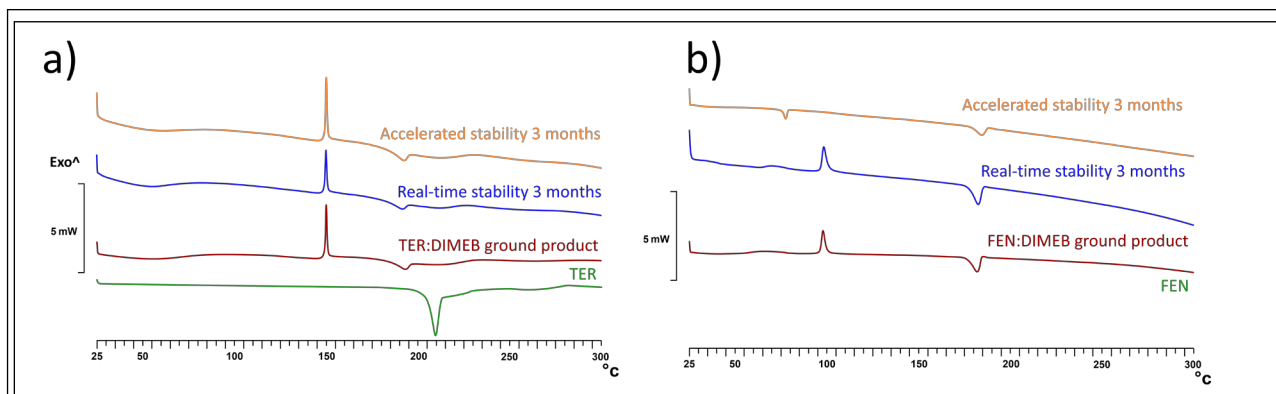 a)
Accelerated stability 3 months
Exo^
Real-time stability 3 months
5 mW
TER:DIMEB ground product
TER
25 50 100 150 200 250 300
°c
b)
Accelerated stability 3 months
Real-time stability 3 months
5 mW
FEN:DIMEB ground product
FEN
25 50 100 150 200 250 300
°c